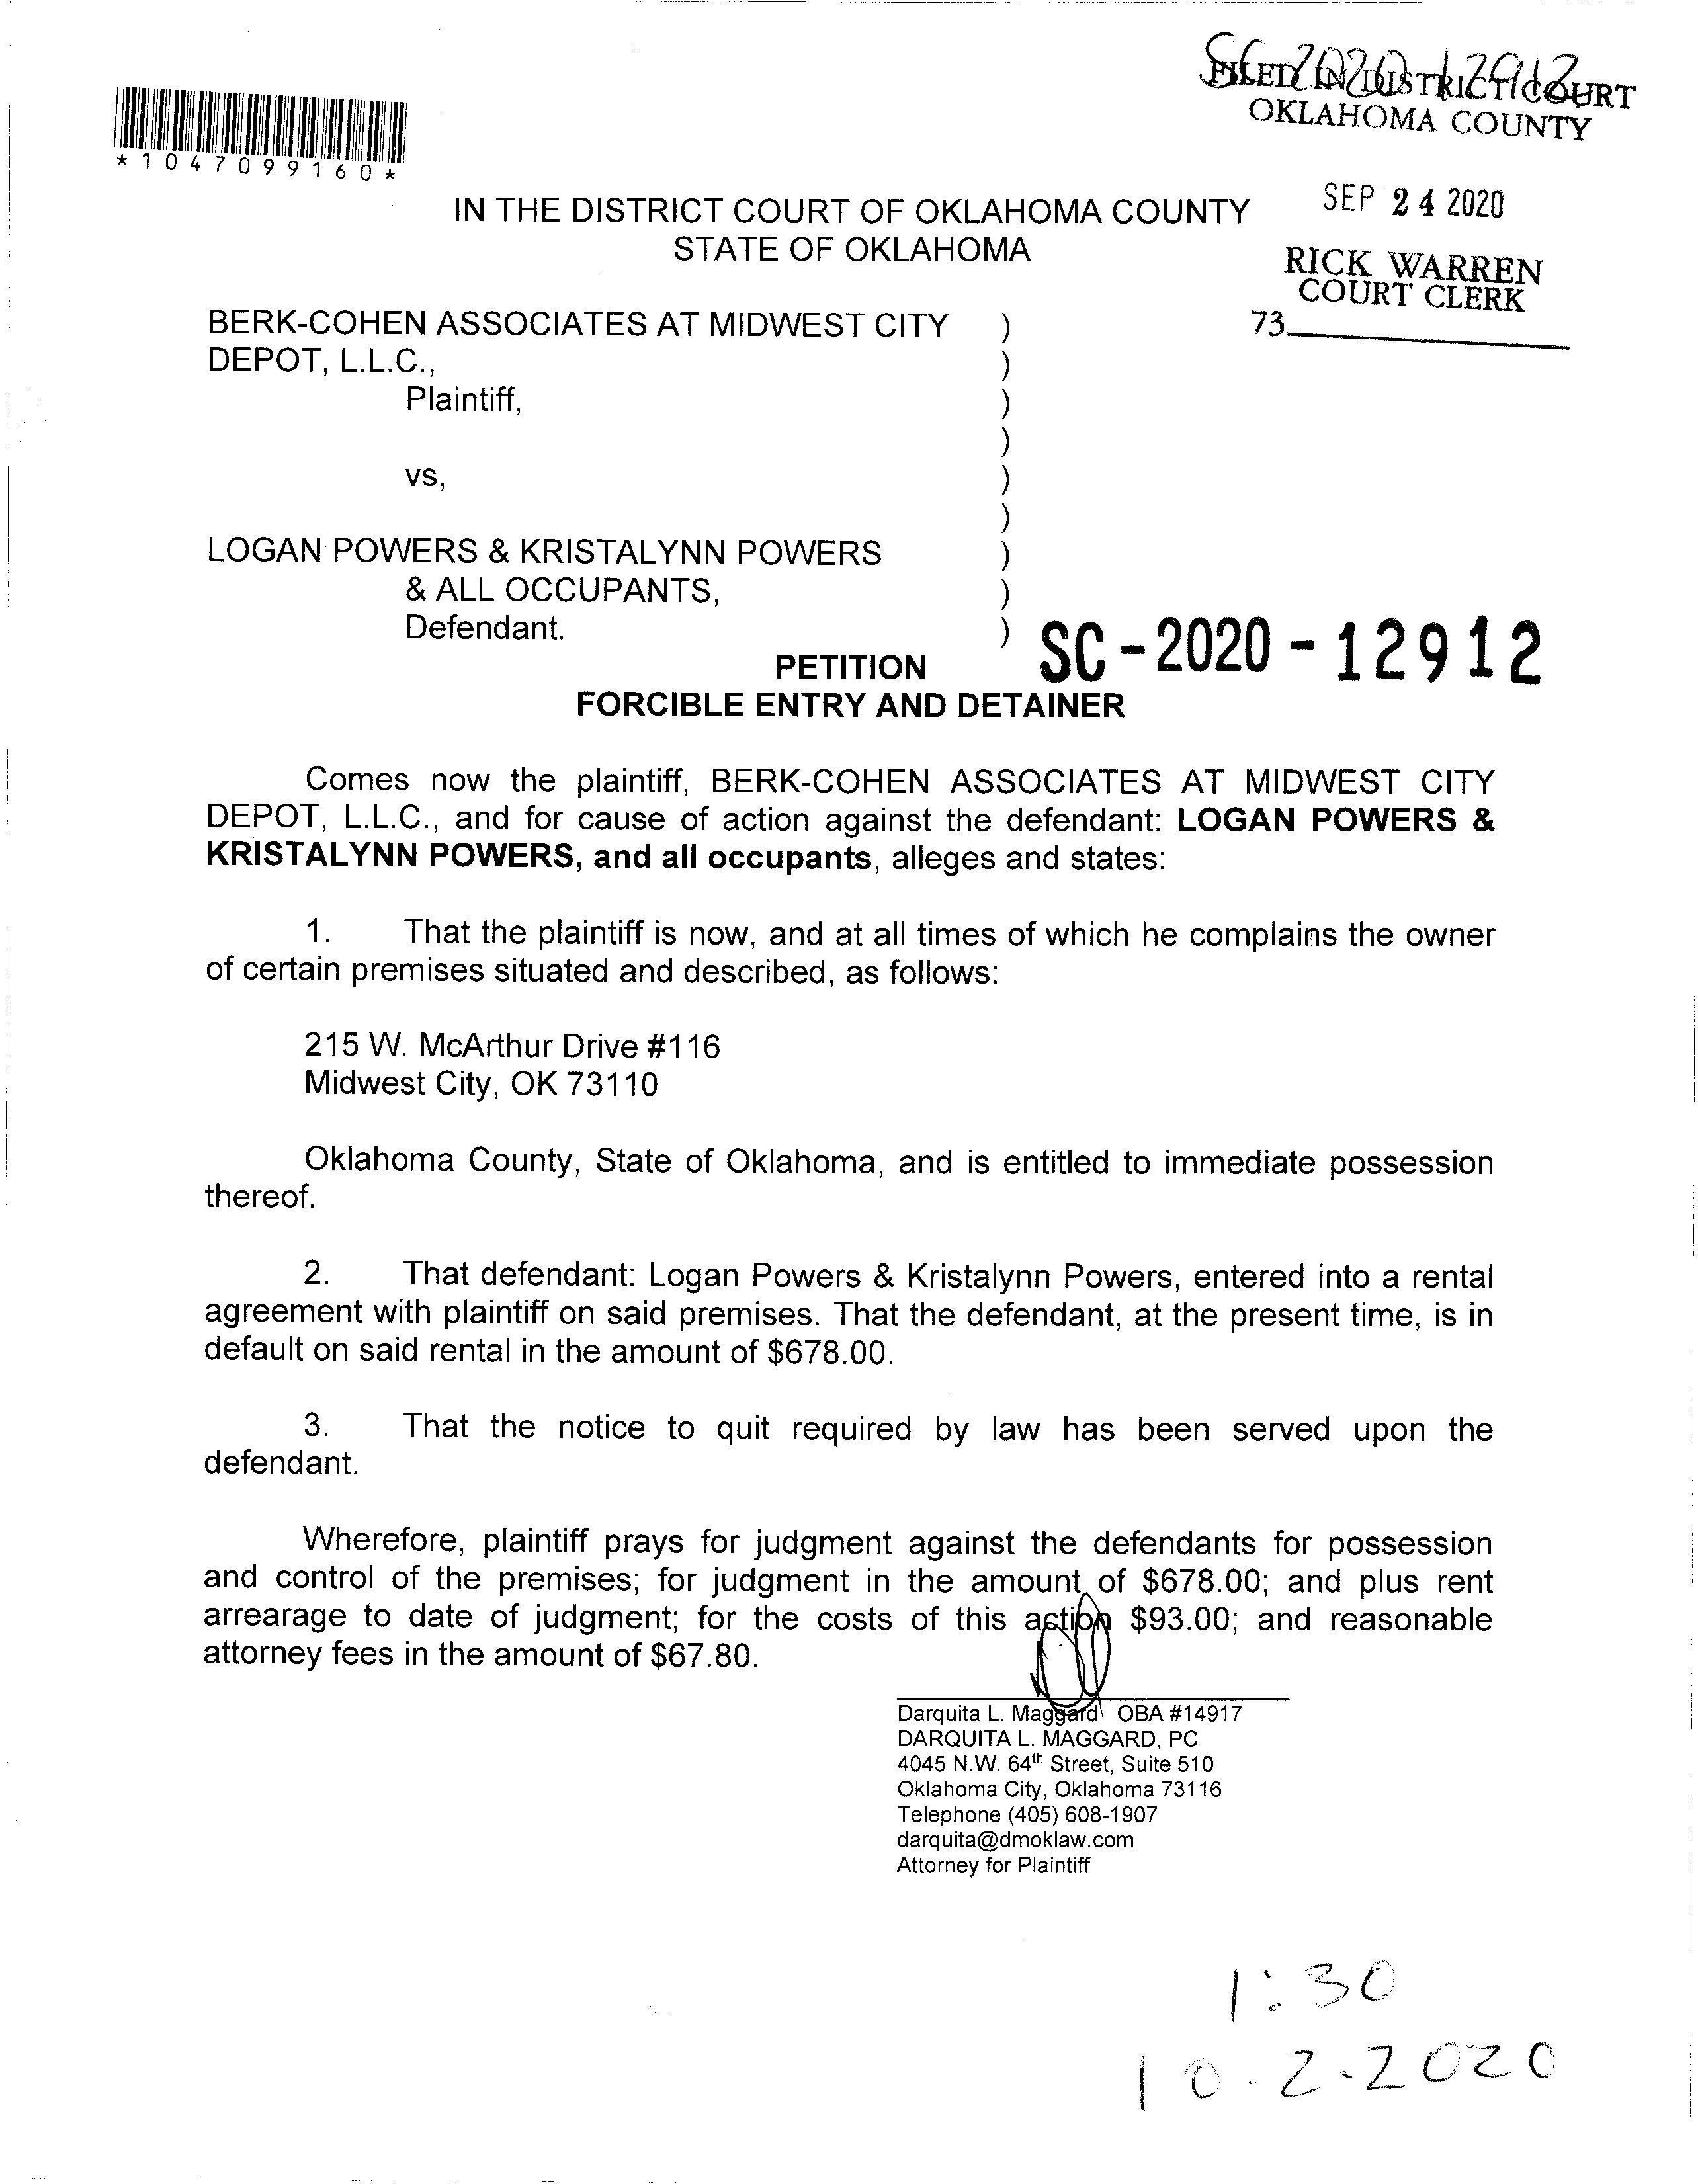 SC-2020-12912
FILED IN DISTRICT COURT
OKLAHOMA COUNTY
*1047099160*
SEP 24 2020
IN THE DISTRICT COURT OF OKLAHOMA COUNTY
STATE OF OKLAHOMA
RICK WARREN
COURT CLERK
73
BERK-COHEN ASSOCIATES AT MIDWEST CITY )
DEPOT, L.L.C., )
Plaintiff, )
)
vs, )
)
LOGAN POWERS & KRISTALYNN POWERS )
& ALL OCCUPANTS, )
Defendant. )
SC-2020-12912
PETITION
FORCIBLE ENTRY AND DETAINER
Comes now the plaintiff, BERK-COHEN ASSOCIATES AT MIDWEST CITY
DEPOT, L.L.C., and for cause of action against the defendant: LOGAN POWERS &
KRISTALYNN POWERS, and all occupants, alleges and states:
1. That the plaintiff is now, and at all times of which he complains the owner
of certain premises situated and described, as follows:
215 W. McArthur Drive #116
Midwest City, OK 73110
Oklahoma County, State of Oklahoma, and is entitled to immediate possession
thereof.
2. That defendant: Logan Powers & Kristalynn Powers, entered into a rental
agreement with plaintiff on said premises. That the defendant, at the present time, is in
default on said rental in the amount of $678.00.
3. That the notice to quit required by law has been served upon the
defendant.
Wherefore, plaintiff prays for judgment against the defendants for possession
and control of the premises; for judgment in the amount of $678.00; and plus rent
arrearage to date of judgment; for the costs of this action $93.00; and reasonable
attorney fees in the amount of $67.80.
Darquita L. Maggard OBA #14917
DARQUITA L. MAGGARD, PC
4045 N.W. 64th Street, Suite 510
Oklahoma City, Oklahoma 73116
Telephone (405) 608-1907
darquita@dmoklaw.com
Attorney for Plaintiff
1:30
10.2.2020